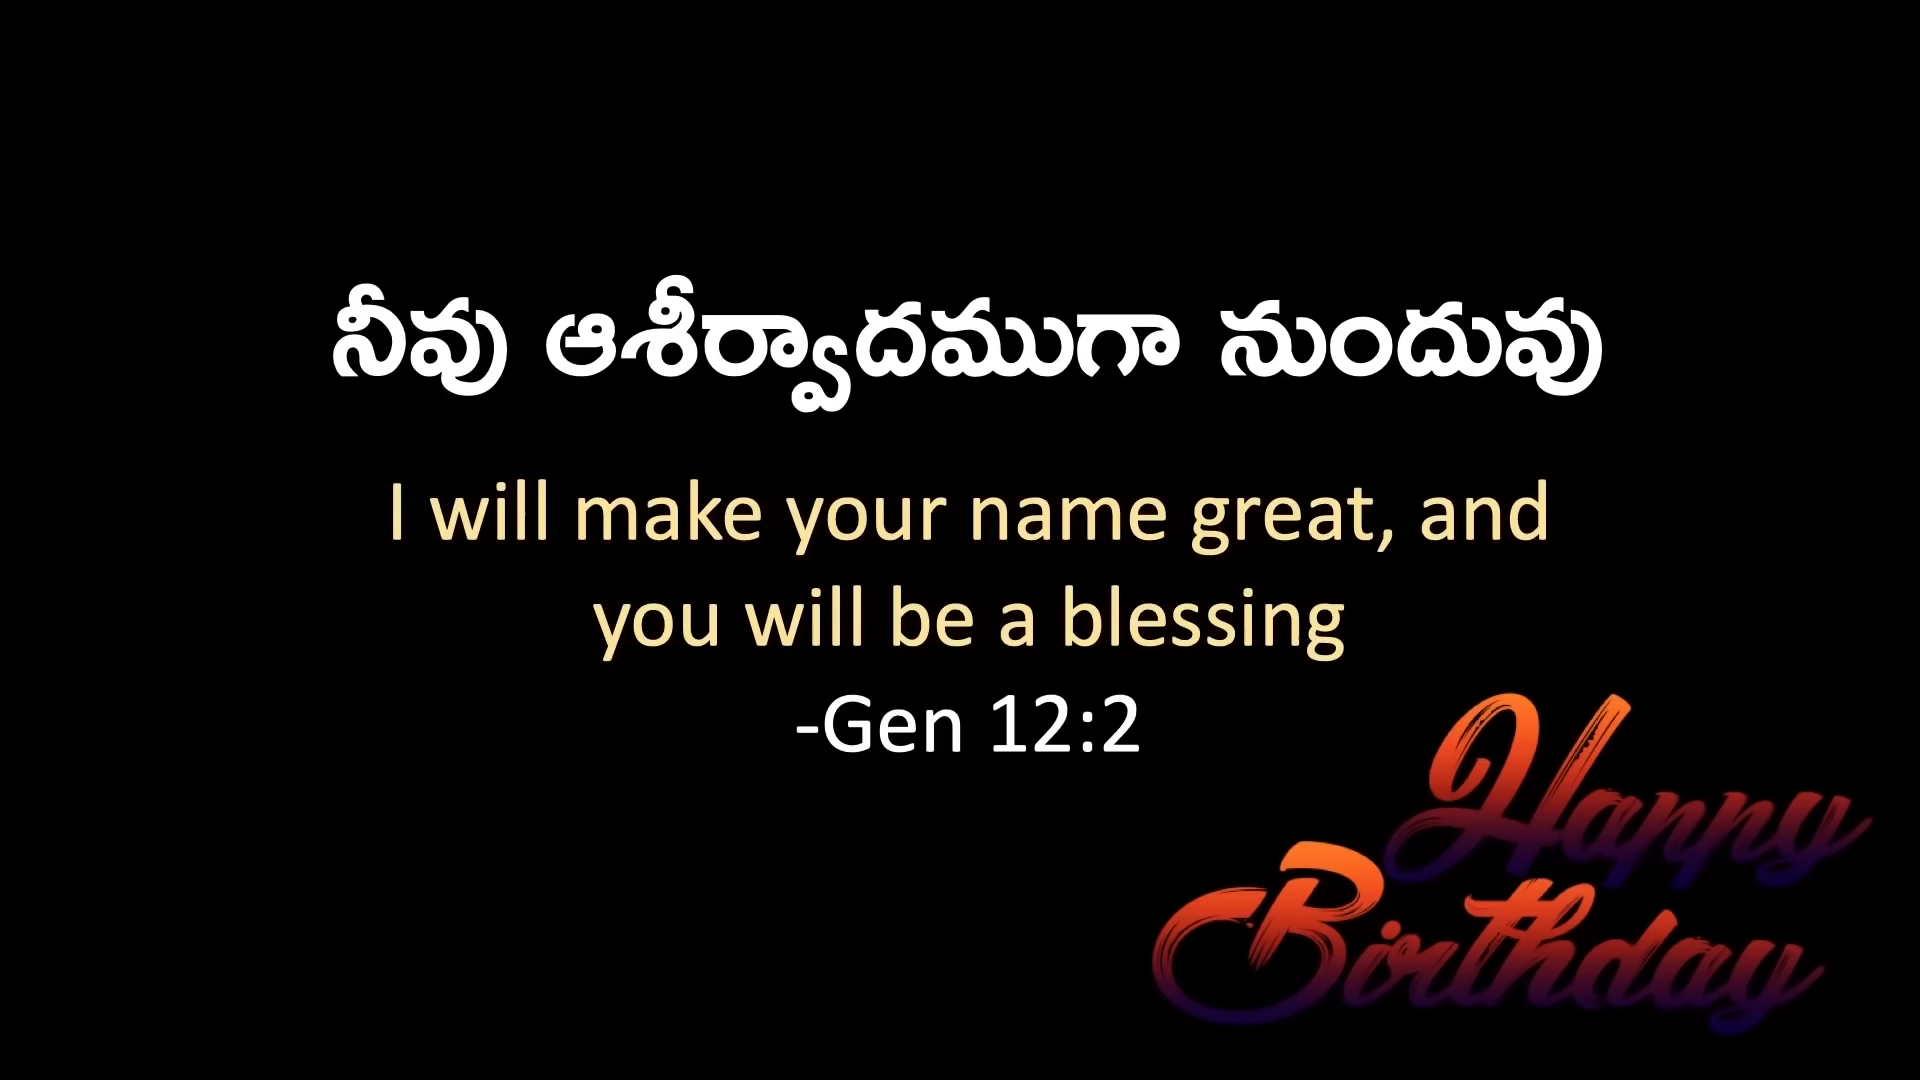 నీవు ఆశీర్వాదముగా నుందువు
I will make your name great, and
you will be a blessing
-Gen 12:2
Happy
Birthday